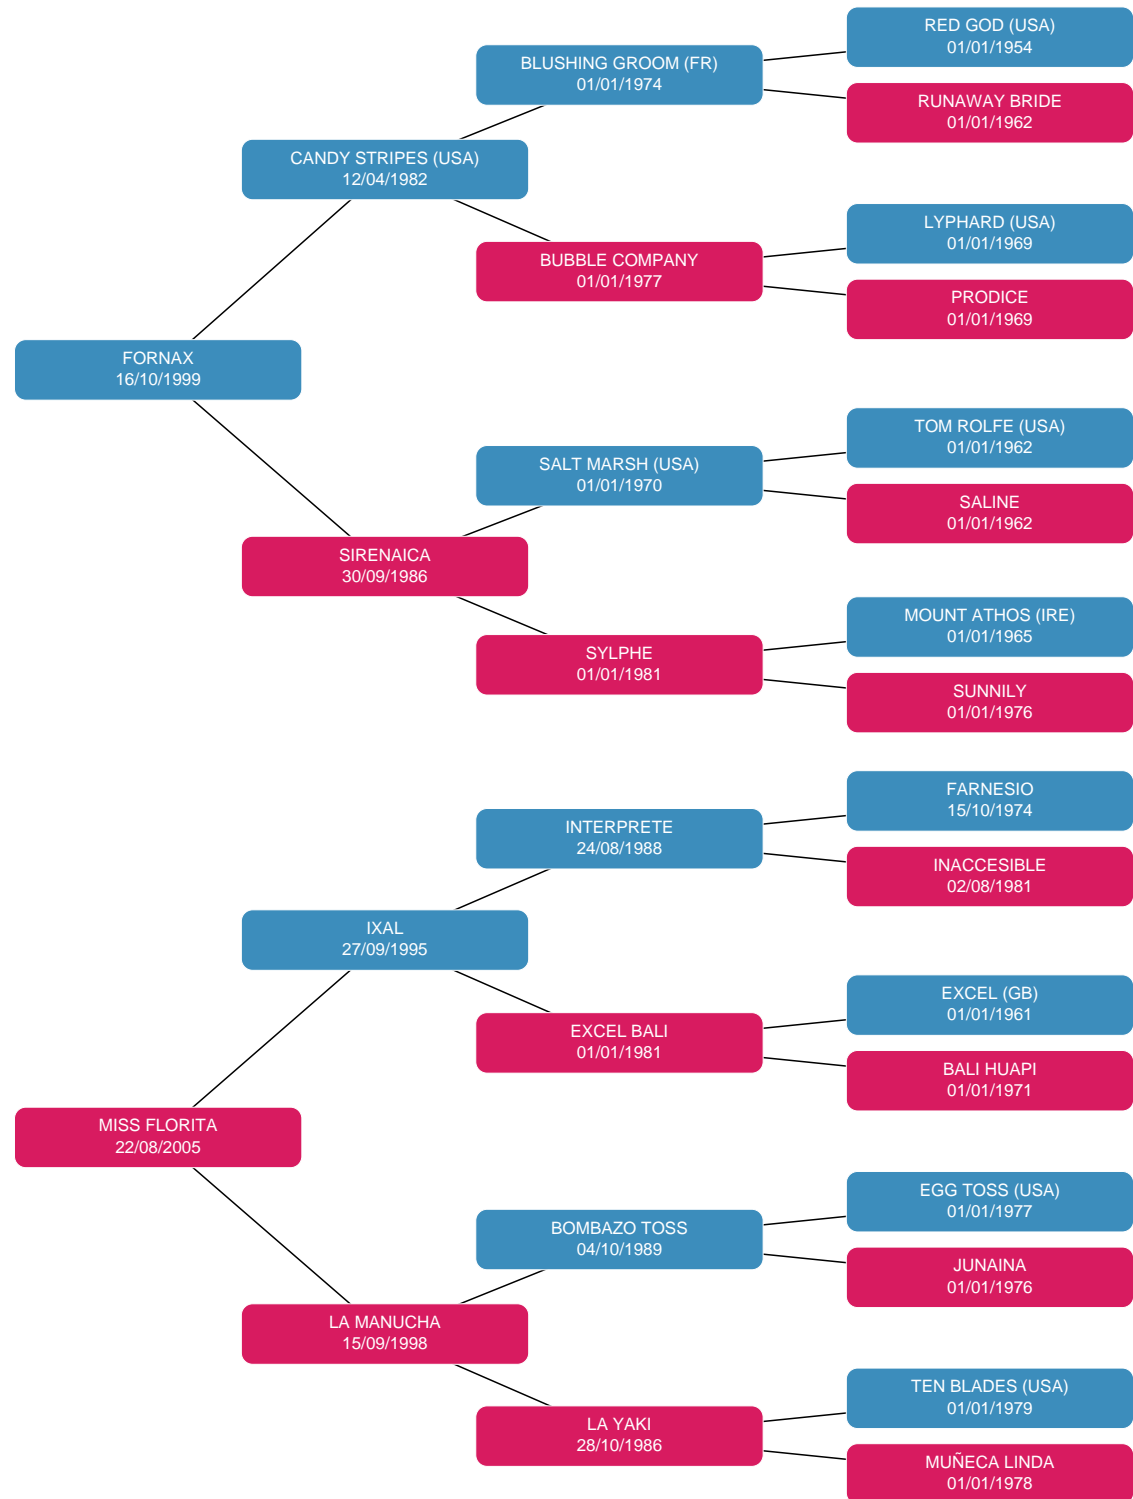 RED GOD (USA)
01/01/1954
BLUSHING GROOM (FR)
01/01/1974
RUNAWAY BRIDE
01/01/1962
CANDY STRIPES (USA)
12/04/1982
LYPHARD (USA)
01/01/1969
BUBBLE COMPANY
01/01/1977
PRODICE
01/01/1969
FORNAX
16/10/1999
TOM ROLFE (USA)
01/01/1962
SALT MARSH (USA)
01/01/1970
SALINE
01/01/1962
SIRENAICA
30/09/1986
MOUNT ATHOS (IRE)
01/01/1965
SYLPHE
01/01/1981
SUNNILY
01/01/1976
FARNESIO
15/10/1974
INTERPRETE
24/08/1988
INACCESIBLE
02/08/1981
IXAL
27/09/1995
EXCEL (GB)
01/01/1961
EXCEL BALI
01/01/1981
BALI HUAPI
01/01/1971
MISS FLORITA
22/08/2005
EGG TOSS (USA)
01/01/1977
BOMBAZO TOSS
04/10/1989
JUNAINA
01/01/1976
LA MANUCHA
15/09/1998
TEN BLADES (USA)
01/01/1979
LA YAKI
28/10/1986
MUÑECA LINDA
01/01/1978